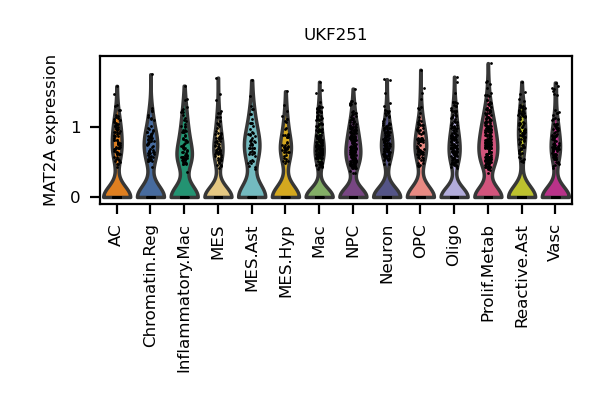 UKF251
MAT2A expression
1
0
AC
Chromatin.Reg
Inflammatory.Mac
MES
MES.Ast
MES.Hyp
Mac
NPC
Neuron
OPC
Oligo
Prolif.Metab
Reactive.Ast
Vasc